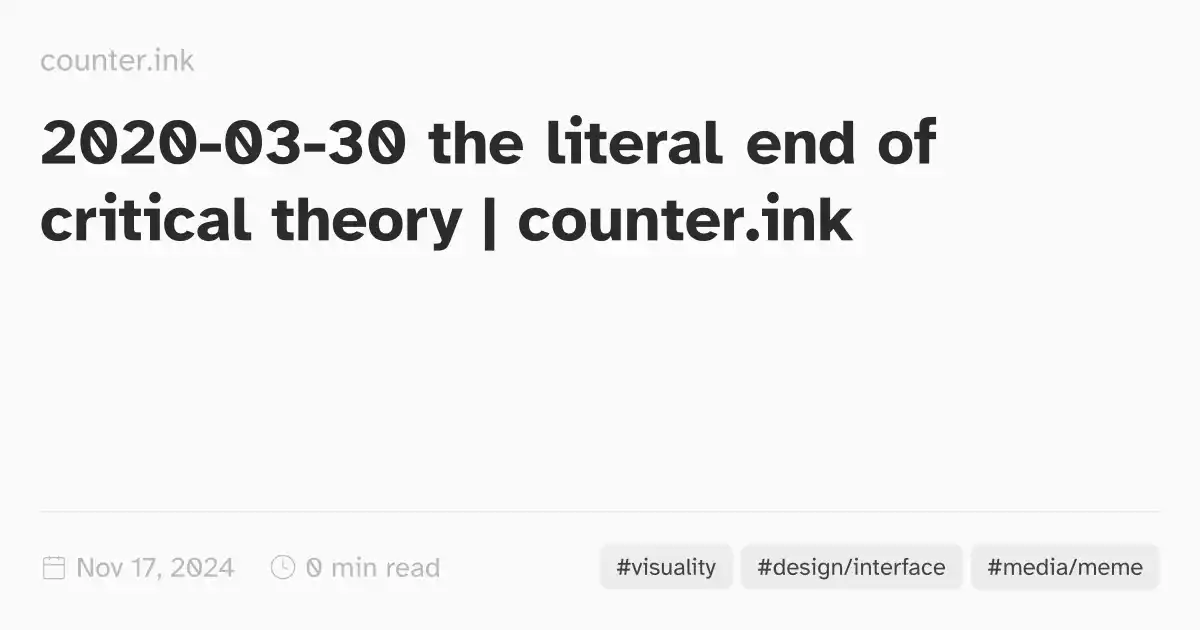 counter.ink
2020-03-30 the literal end of
critical theory | counter.ink
Nov 17, 2024 0 min read #visuality #design/interface #media/meme